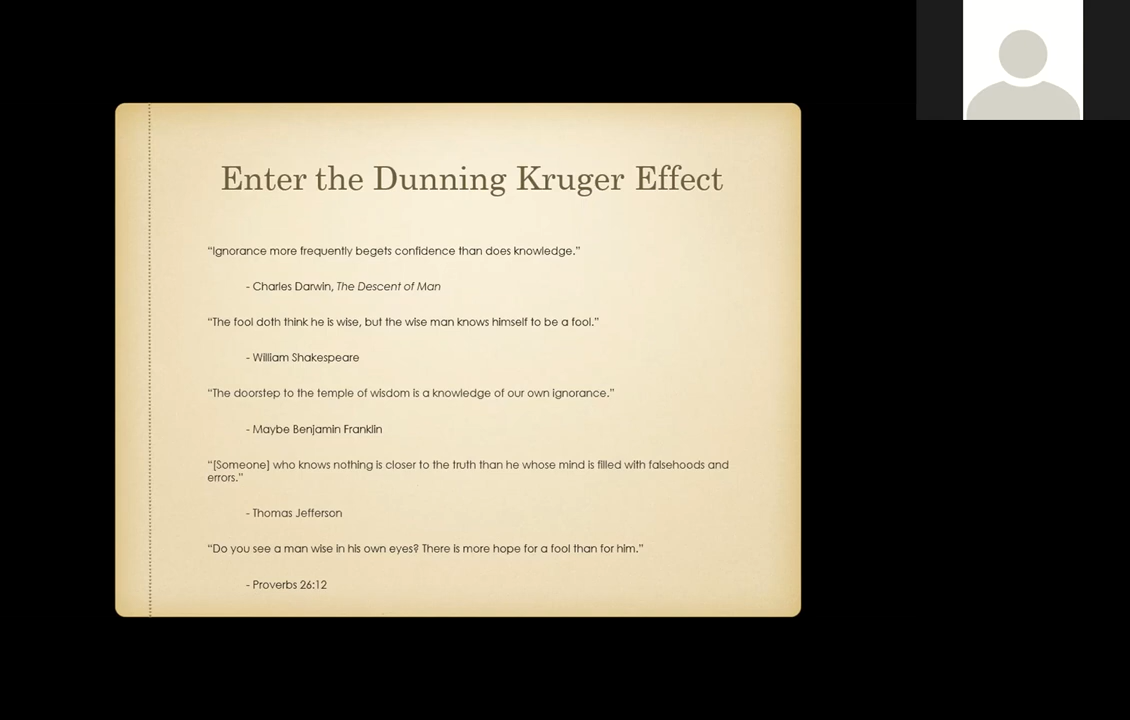 Enter the Dunning Kruger Effect
“Ignorance more frequently begets confidence than does knowledge.”
- Charles Darwin, The Descent of Man
“The fool doth think he is wise, but the wise man knows himself to be a fool.”
- William Shakespeare
“The doorstep to the temple of wisdom is a knowledge of our own ignorance.”
- Maybe Benjamin Franklin
“[Someone] who knows nothing is closer to the truth than he whose mind is filled with falsehoods and
errors.”
- Thomas Jefferson
“Do you see a man wise in his own eyes? There is more hope for a fool than for him.”
- Proverbs 26:12